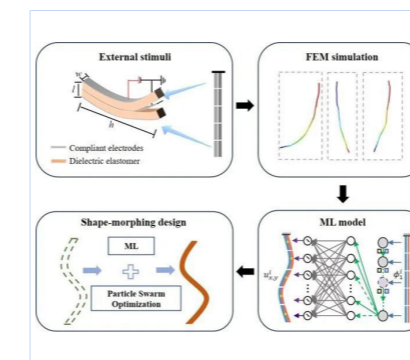 External stimuli
w
l
h
Compliant electrodes
Dielectric elastomer
FEM simulation
Shape-morphing design
ML
Particle Swarm
Optimization
ML model